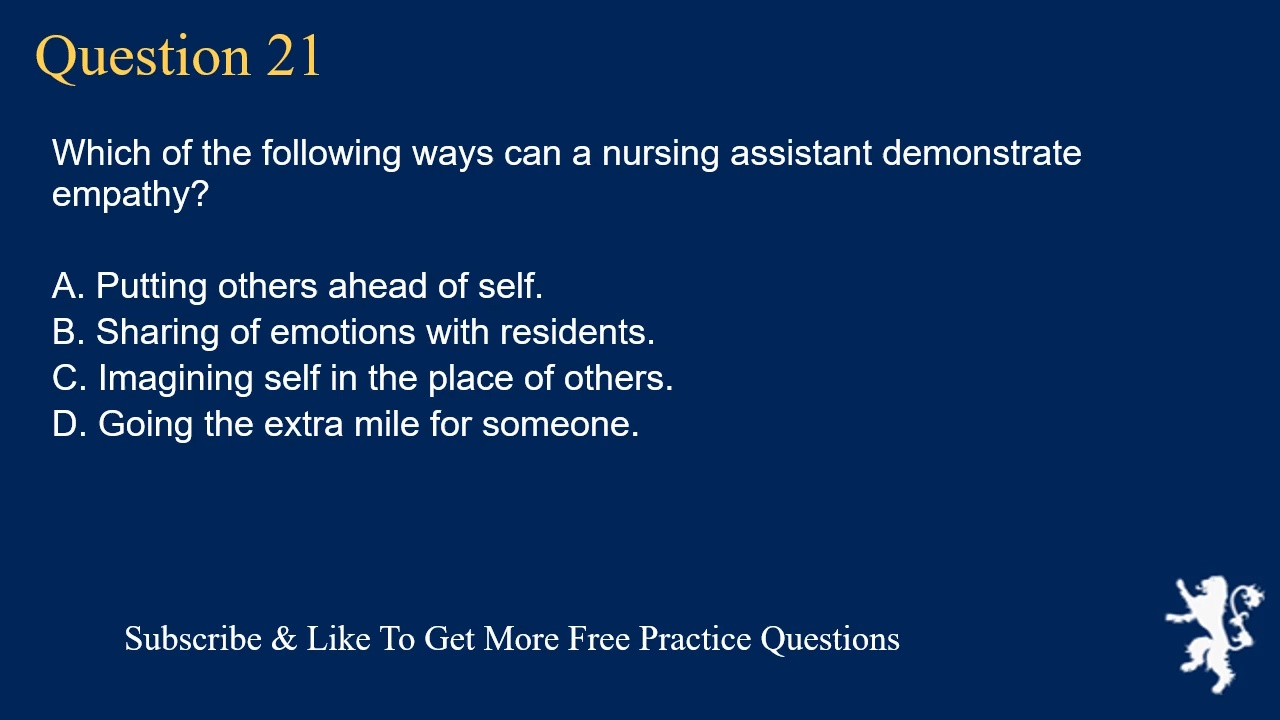 Question 21
Which of the following ways can a nursing assistant demonstrate
empathy?
A. Putting others ahead of self.
B. Sharing of emotions with residents.
C. Imagining self in the place of others.
D. Going the extra mile for someone.
Subscribe & Like To Get More Free Practice Questions